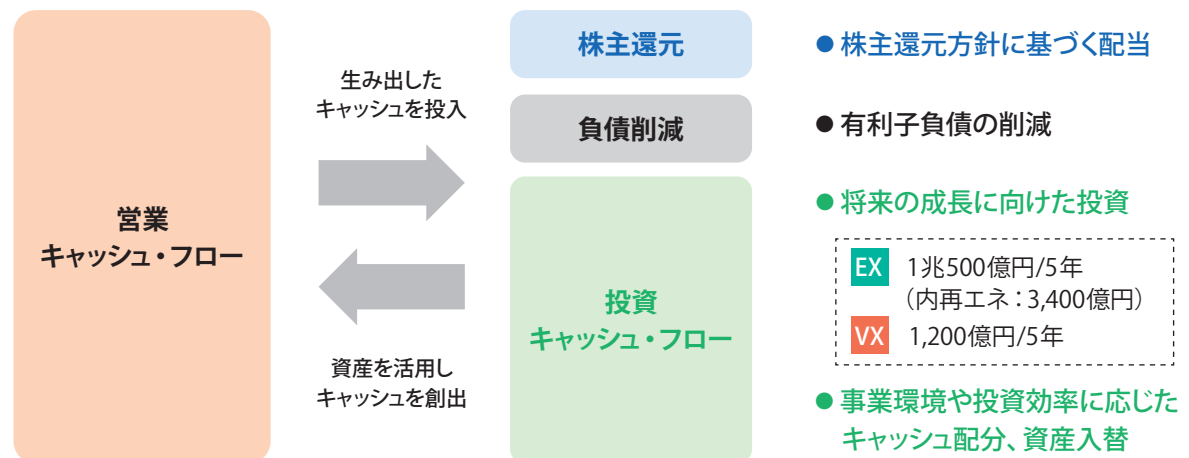 営業
キャッシュ・フロー
生み出した
キャッシュを投入
資産を活用し
キャッシュを創出
株主還元
負債削減
投資
キャッシュ・フロー
●株主還元方針に基づく配当
●有利子負債の削減
●将来の成長に向けた投資
EX 1兆500億円/5年
（内再エネ：3,400億円）
VX 1,200億円/5年
●事業環境や投資効率に応じた
キャッシュ配分、資産入替